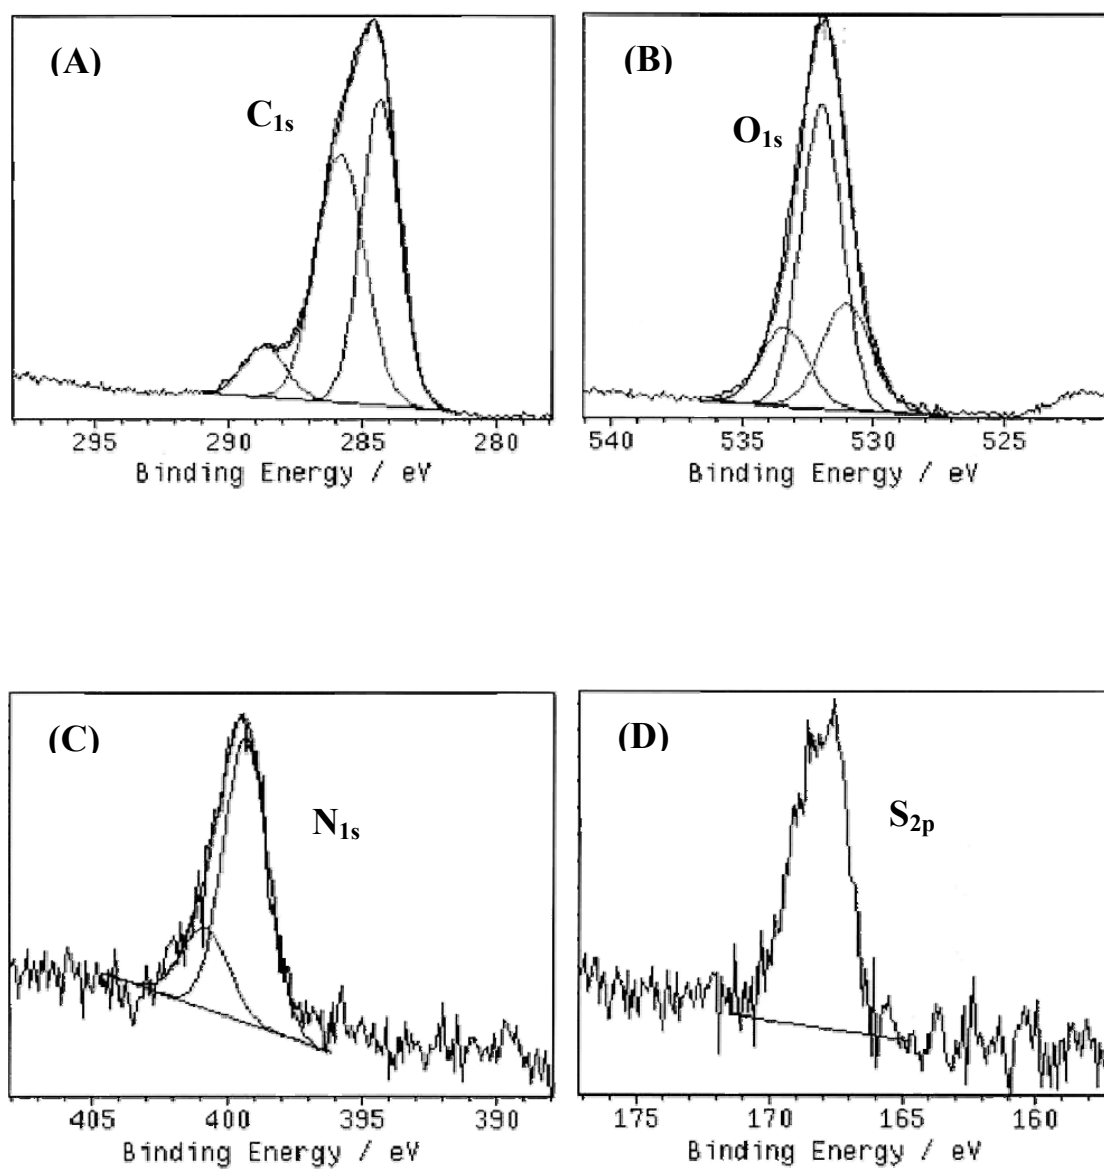 (A)
C1s
295 290 285 280
Binding Energy / eV
(B)
O1s
540 535 530 525
Binding Energy / eV
(C)
N1s
405 400 395 390
Binding Energy / eV
(D)
S2p
175 170 165 160
Binding Energy / eV